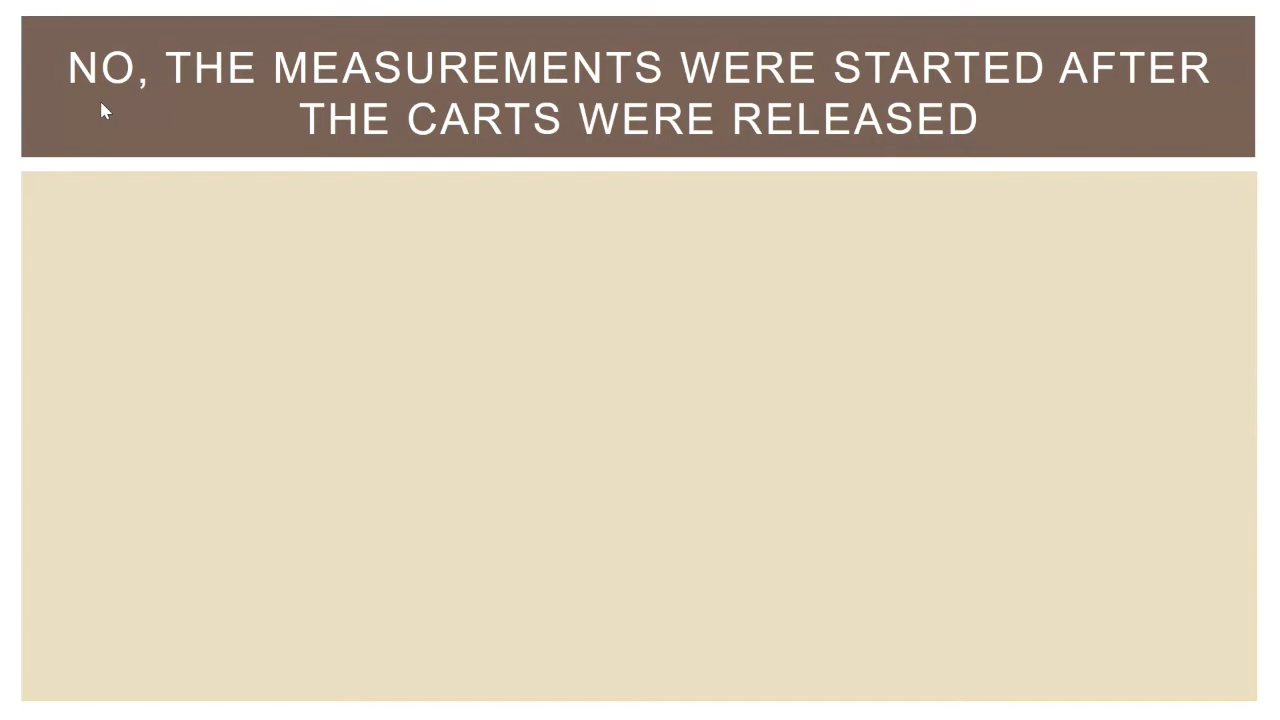 NO, THE MEASUREMENTS WERE STARTED AFTER
THE CARTS WERE RELEASED